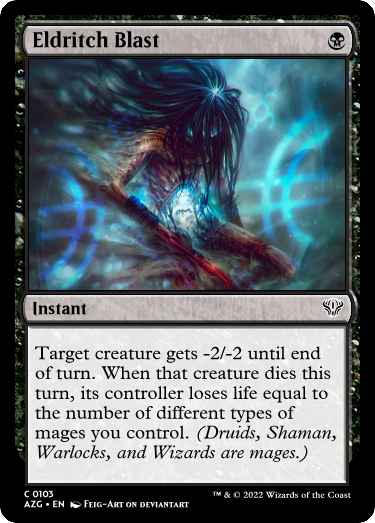 Eldritch Blast
Instant
Target creature gets -2/-2 until end
of turn. When that creature dies this
turn, its controller loses life equal to
the number of different types of
mages you control. (Druids, Shaman,
Warlocks, and Wizards are mages.)
C 0103
™ & © 2022 Wizards of the Coast
AZG • EN Feig-Art on deviantart